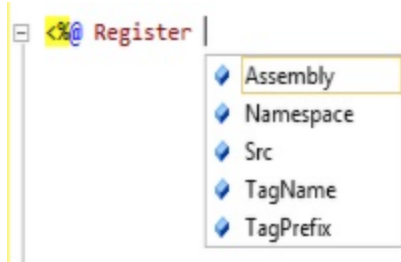 <%@ Register
Assembly
Namespace
Src
TagName
TagPrefix